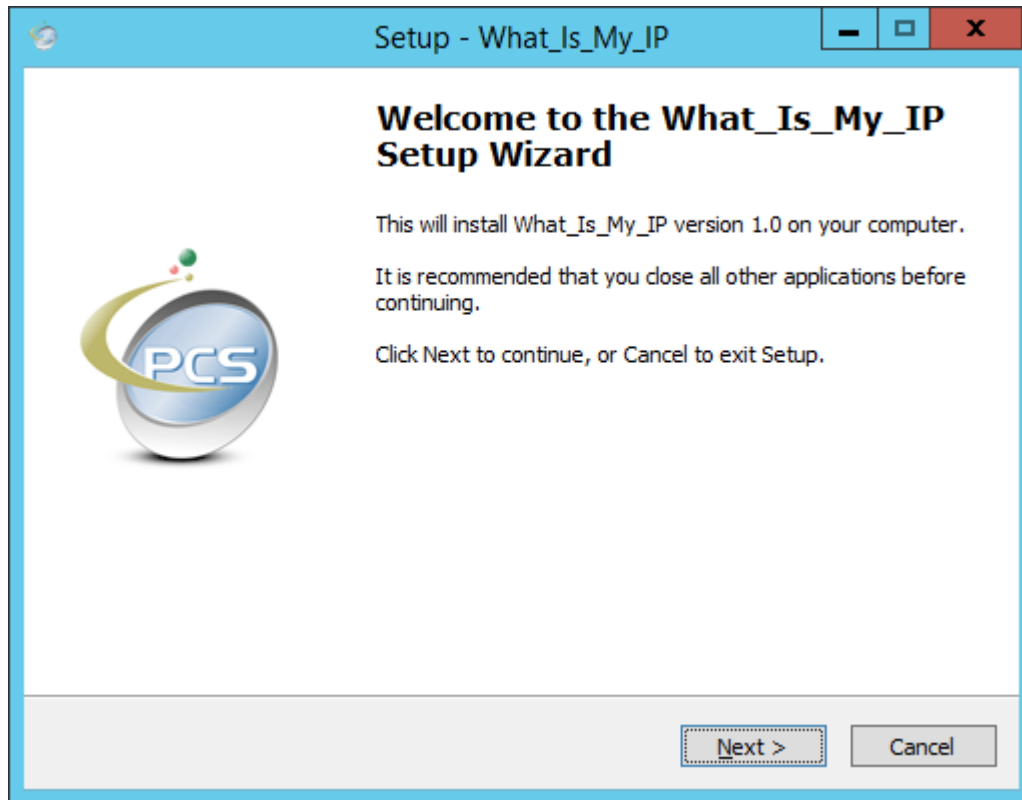 Setup - What_Is_My_IP
Welcome to the What_Is_My_IP
Setup Wizard
This will install What_Is_My_IP version 1.0 on your computer.
It is recommended that you close all other applications before
continuing.
Click Next to continue, or Cancel to exit Setup.
PCS
Next >
Cancel